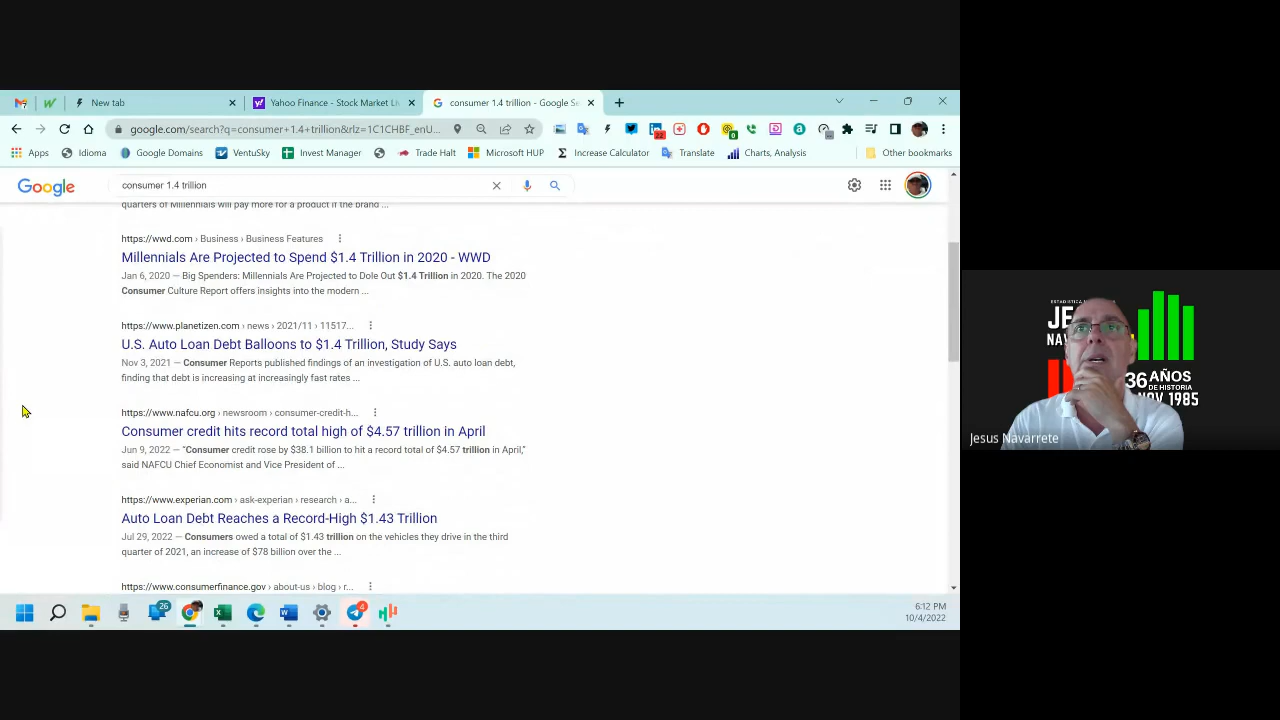 New tab
Yahoo Finance - Stock Market Li
consumer 1.4 trillion - Google Se
google.com/search?q=consumer+1.4+trillion&rlz=1C1CHBF_enU...
22
0
Apps
Idioma
Google Domains
VentuSky
Invest Manager
Trade Halt
Microsoft HUP
Increase Calculator
Translate
Charts, Analysis
Other bookmarks
Google
consumer 1.4 trillion
quarters of Millennials will pay more for a product if the brand ...
https://www.wwd.com › Business › Business Features
Millennials Are Projected to Spend $1.4 Trillion in 2020 - WWD
Jan 6, 2020 — Big Spenders: Millennials Are Projected to Dole Out $1.4 Trillion in 2020. The 2020
Consumer Culture Report offers insights into the modern ...
https://www.planetizen.com › news › 2021/11 › 11517...
U.S. Auto Loan Debt Balloons to $1.4 Trillion, Study Says
Nov 3, 2021 — Consumer Reports published findings of an investigation of U.S. auto loan debt,
finding that debt is increasing at increasingly fast rates ...
https://www.nafcu.org › newsroom › consumer-credit-h...
Consumer credit hits record total high of $4.57 trillion in April
Jun 9, 2022 — "Consumer credit rose by $38.1 billion to hit a record total of $4.57 trillion in April,"
said NAFCU Chief Economist and Vice President of ...
https://www.experian.com › ask-experian › research › a...
Auto Loan Debt Reaches a Record-High $1.43 Trillion
Jul 29, 2022 — Consumers owed a total of $1.43 trillion on the vehicles they drive in the third
quarter of 2021, an increase of $78 billion over the ...
https://www.consumerfinance.gov › about-us › blog › r...
26
4
6:12 PM
10/4/2022
JE
NAV
36 AÑOS
DE HISTORIA
NOV 1985
Jesus Navarrete